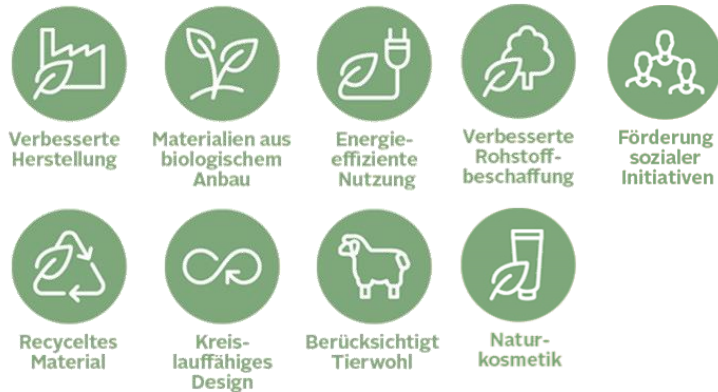 Verbesserte
Herstellung
Materialien aus
biologischem
Anbau
Energie-
effiziente
Nutzung
Verbesserte
Rohstoff-
beschaffung
Förderung
sozialer
Initiativen
Recyceltes
Material
Kreis-
lauffähiges
Design
Berücksichtigt
Tierwohl
Natur-
kosmetik